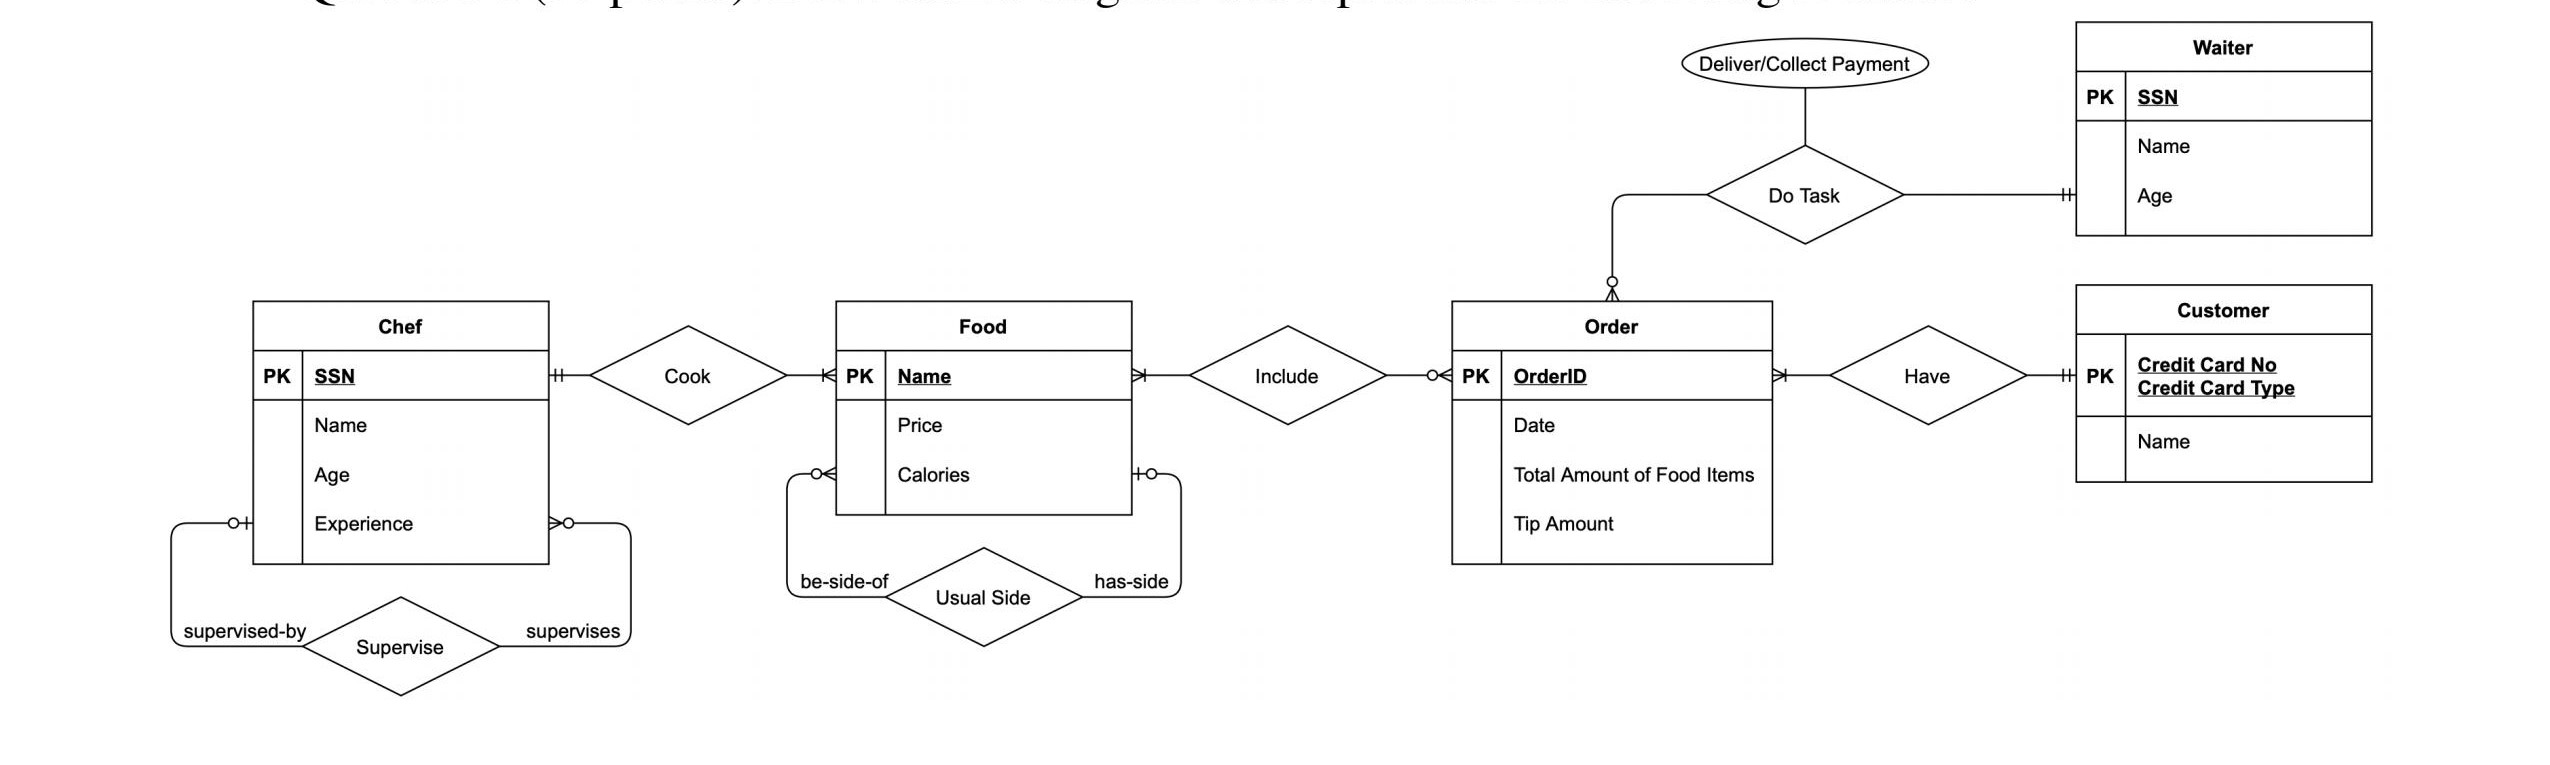 Deliver/Collect Payment
Waiter
PK SSN
Name
Age
Do Task
Chef
PK SSN
Name
Age
Experience
supervised-by
Supervise
supervises
Cook
Food
PK Name
Price
Calories
be-side-of
Usual Side
has-side
Include
Order
PK OrderID
Date
Total Amount of Food Items
Tip Amount
Have
Customer
PK
Credit Card No
Credit Card Type
Name